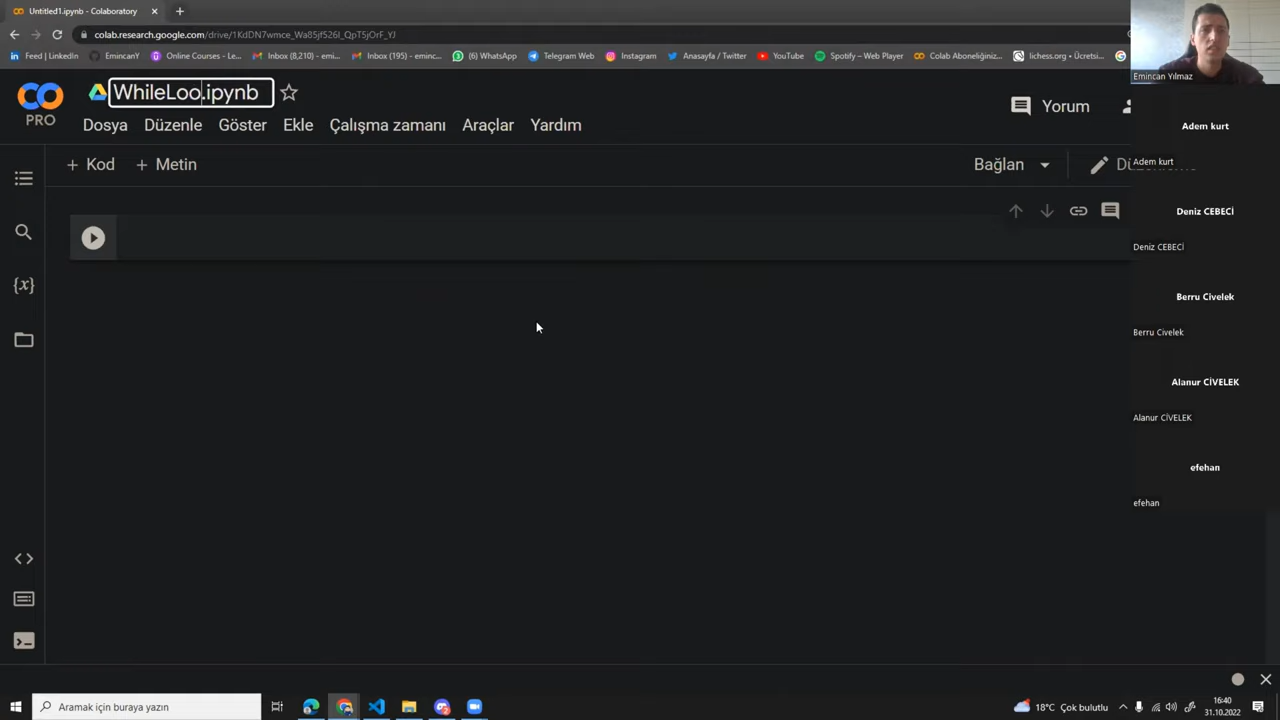 Untitled1.ipynb - Colaboratory
colab.research.google.com/drive/1KdDN7wmce_Wa85jf526I_QpT5jOrF_YJ
Feed | LinkedIn
EmincanY
Online Courses - Le...
Inbox (8,210) - emi...
Inbox (195) - eminc...
(6) WhatsApp
Telegram Web
Instagram
Anasayfa / Twitter
YouTube
Spotify – Web Player
Colab Aboneliğiniz...
lichess.org • Ücretsi...
Emincan Yılmaz
WhileLoo.ipynb
PRO
Yorum
Dosya Düzenle Göster Ekle Çalışma zamanı Araçlar Yardım
+ Kod + Metin
Bağlan
Adem kurt
Adem kurt
Deniz CEBECİ
Deniz CEBECİ
Berru Civelek
Berru Civelek
Alanur CİVELEK
Alanur CİVELEK
efehan
efehan
Aramak için buraya yazın
18°C Çok bulutlu
16:40
31.10.2022